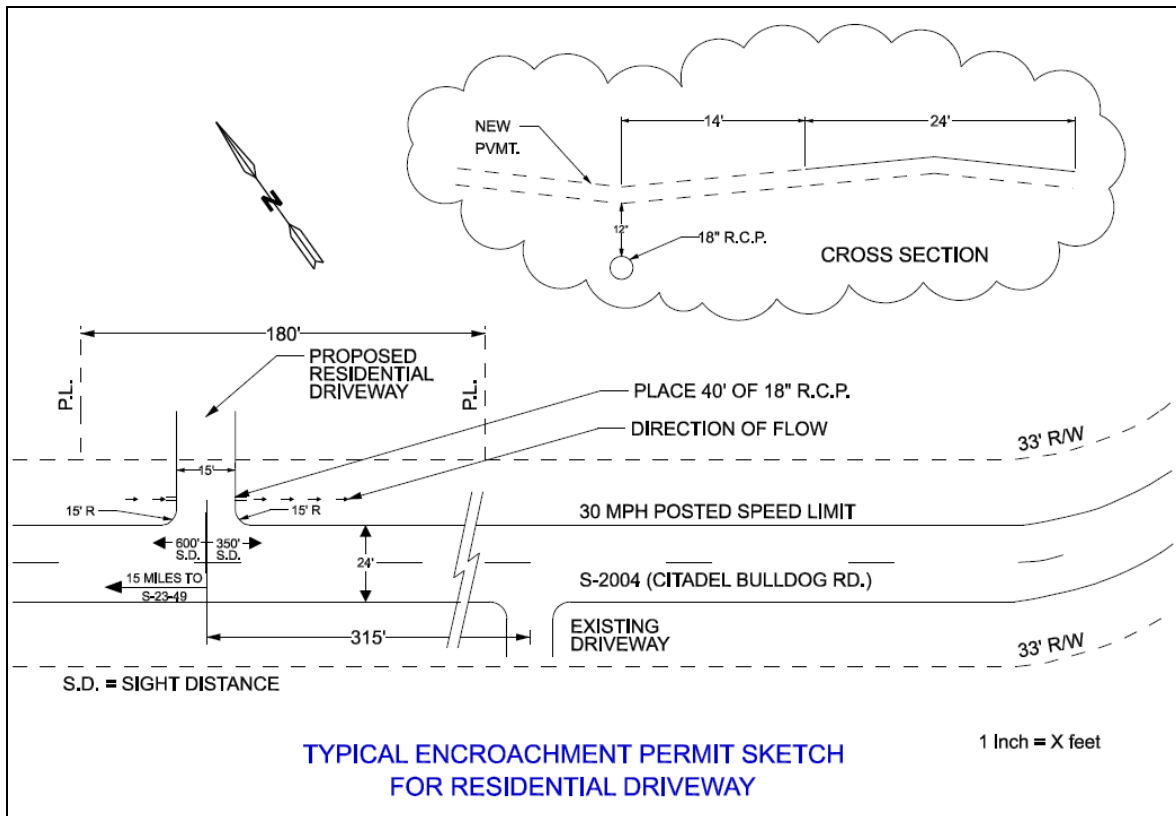 14'
24'
NEW
PVMT.
12"
18" R.C.P.
CROSS SECTION
N
180'
P.L.
PROPOSED
RESIDENTIAL
DRIVEWAY
P.L.
PLACE 40' OF 18" R.C.P.
DIRECTION OF FLOW
33' R/W
15'
15' R
15' R
30 MPH POSTED SPEED LIMIT
600'
S.D.
350'
S.D.
24'
15 MILES TO
S-23-49
S-2004 (CITADEL BULLDOG RD.)
315'
EXISTING
DRIVEWAY
33' R/W
S.D. = SIGHT DISTANCE
TYPICAL ENCROACHMENT PERMIT SKETCH
FOR RESIDENTIAL DRIVEWAY
1 Inch = X feet